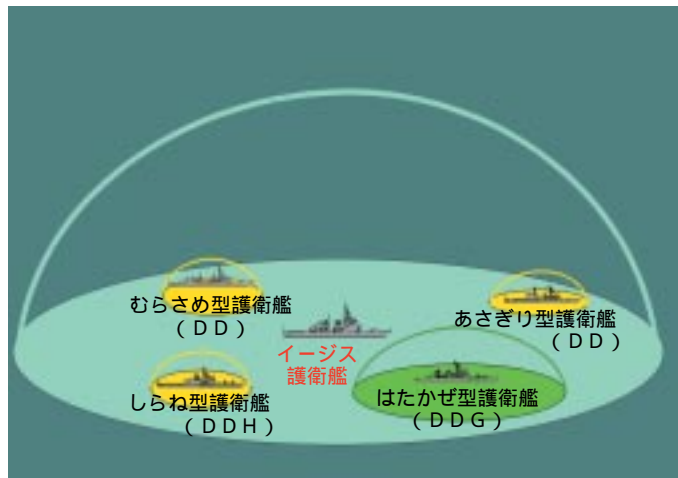 むらさめ型護衛艦
（ＤＤ）
あさぎり型護衛艦
（ＤＤ）
イージス
護衛艦
しらね型護衛艦
（ＤＤＨ）
はたかぜ型護衛艦
（ＤＤＧ）